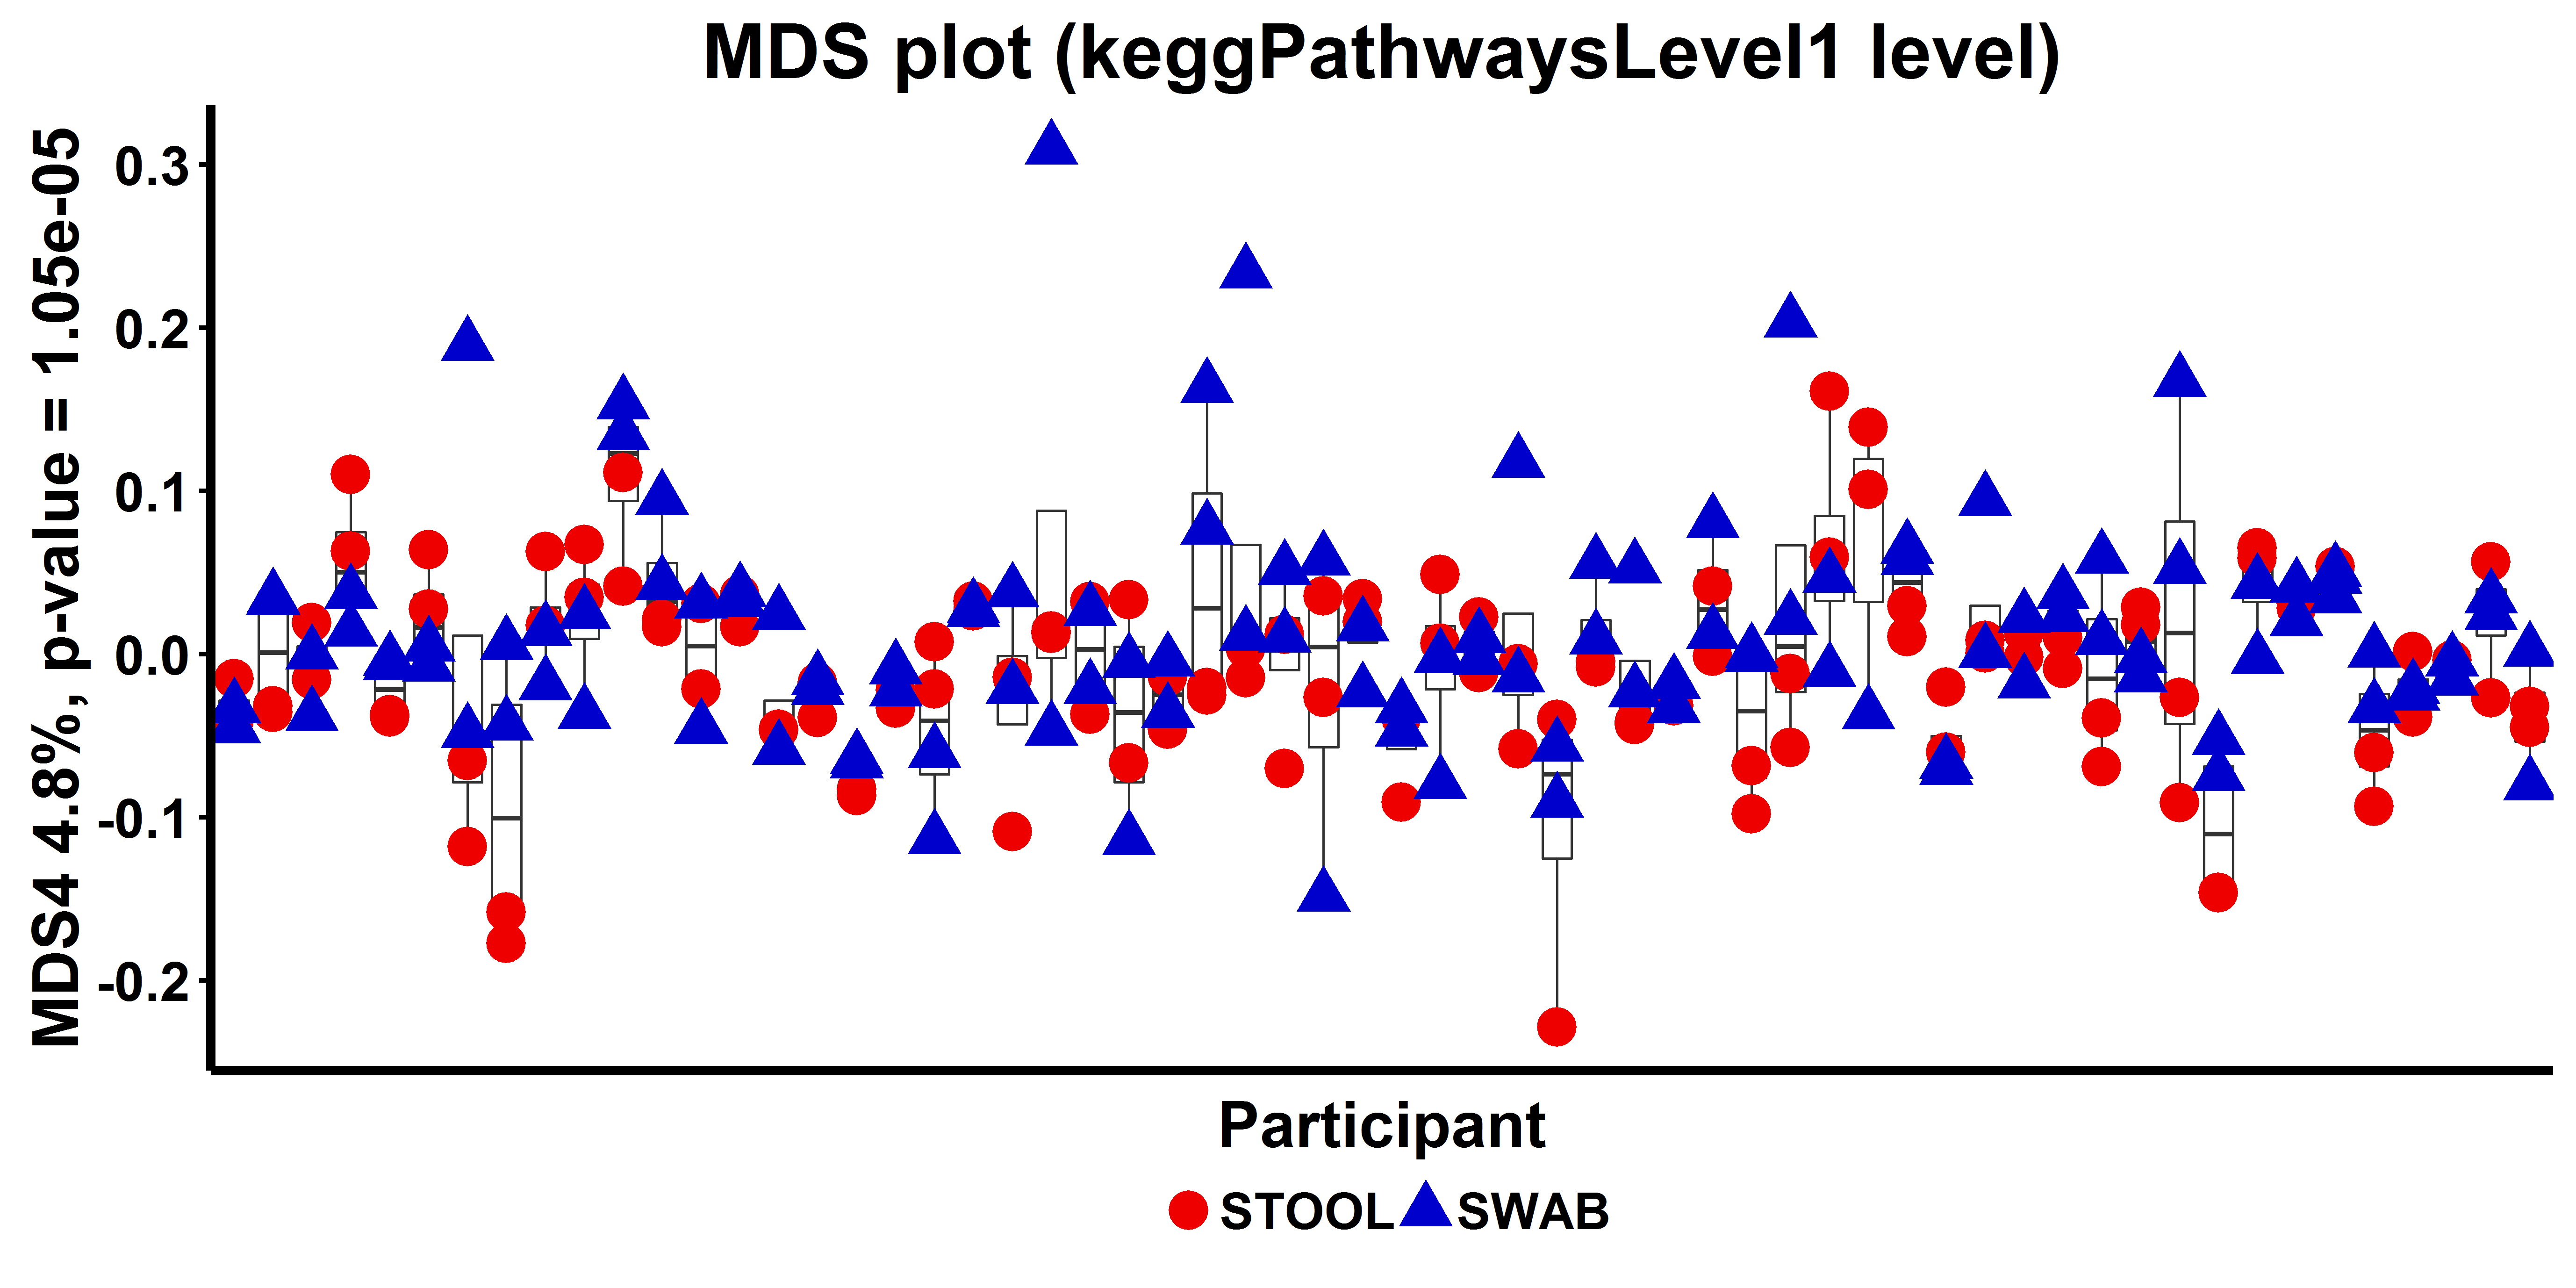 MDS plot (keggPathwaysLevel1 level)
MDS4 4.8%, p-value = 1.05e-05
0.3
0.2
0.1
0.0
-0.1
-0.2
Participant
STOOL SWAB